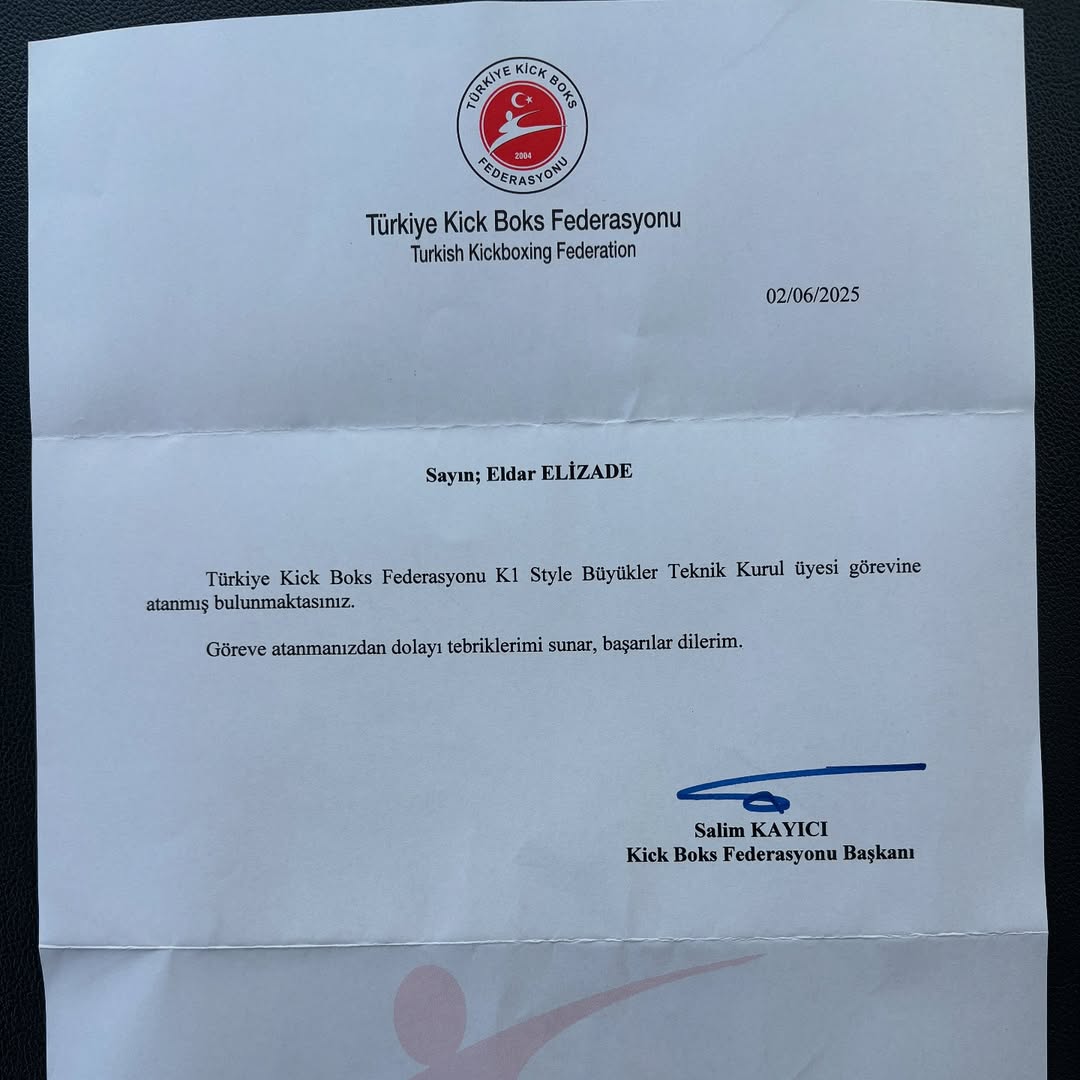 TÜRKİYE KİCK BOKS
2004
FEDERASYONU
Türkiye Kick Boks Federasyonu
Turkish Kickboxing Federation
02/06/2025
Sayın; Eldar ELİZADE
Türkiye Kick Boks Federasyonu K1 Style Büyükler Teknik Kurul üyesi görevine
atanmış bulunmaktasınız.
Göreve atanmanızdan dolayı tebriklerimi sunar, başarılar dilerim.
Salim KAYICI
Kick Boks Federasyonu Başkanı